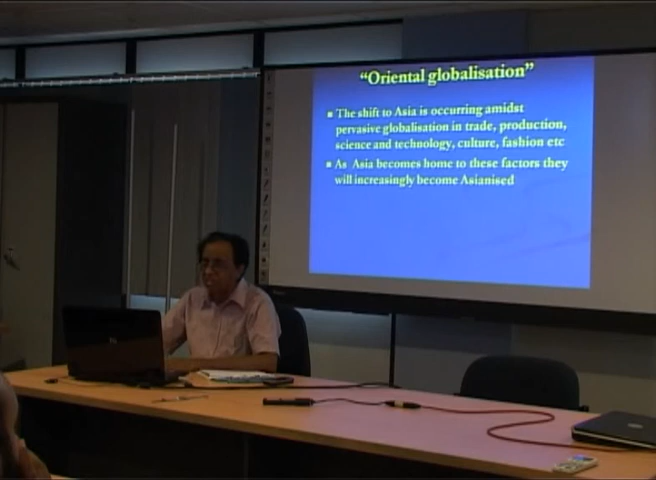 "Oriental globalisation"
The shift to Asia is occurring amidst
pervasive globalisation in trade, production,
science and technology, culture, fashion etc
As Asia becomes home to these factors they
will increasingly become Asianised